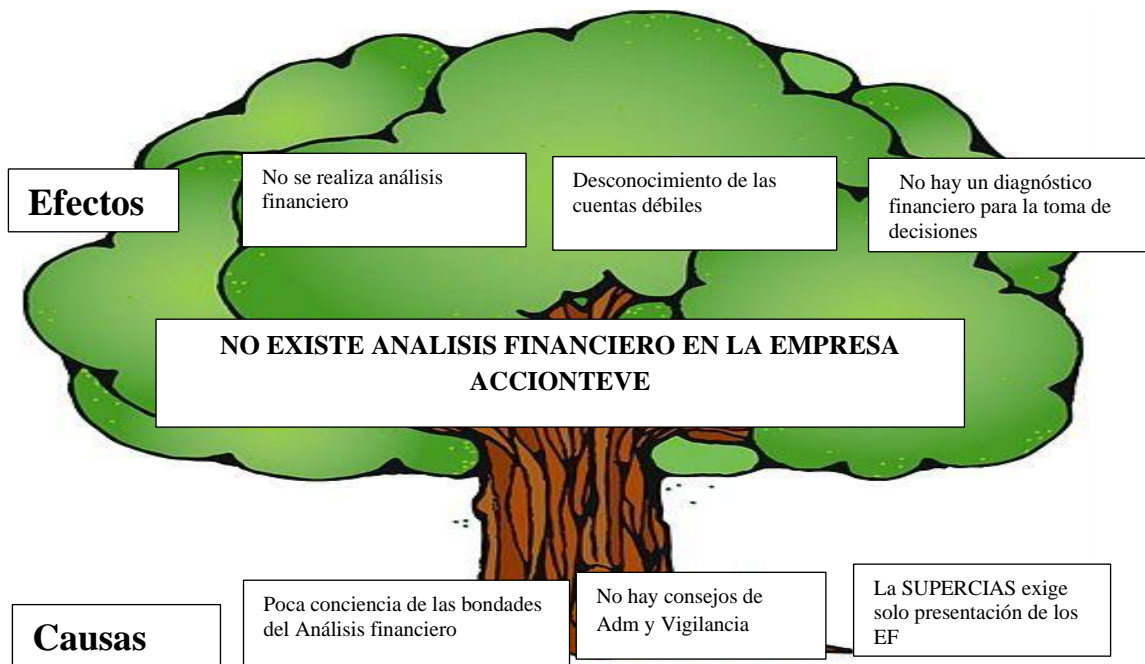 Efectos
No se realiza análisis
financiero
Desconocimiento de las
cuentas débiles
No hay un diagnóstico
financiero para la toma de
decisiones
NO EXISTE ANALISIS FINANCIERO EN LA EMPRESA
ACCIONTEVE
Causas
Poca conciencia de las bondades
del Análisis financiero
No hay consejos de
Adm y Vigilancia
La SUPERCIAS exige
solo presentación de los
EF